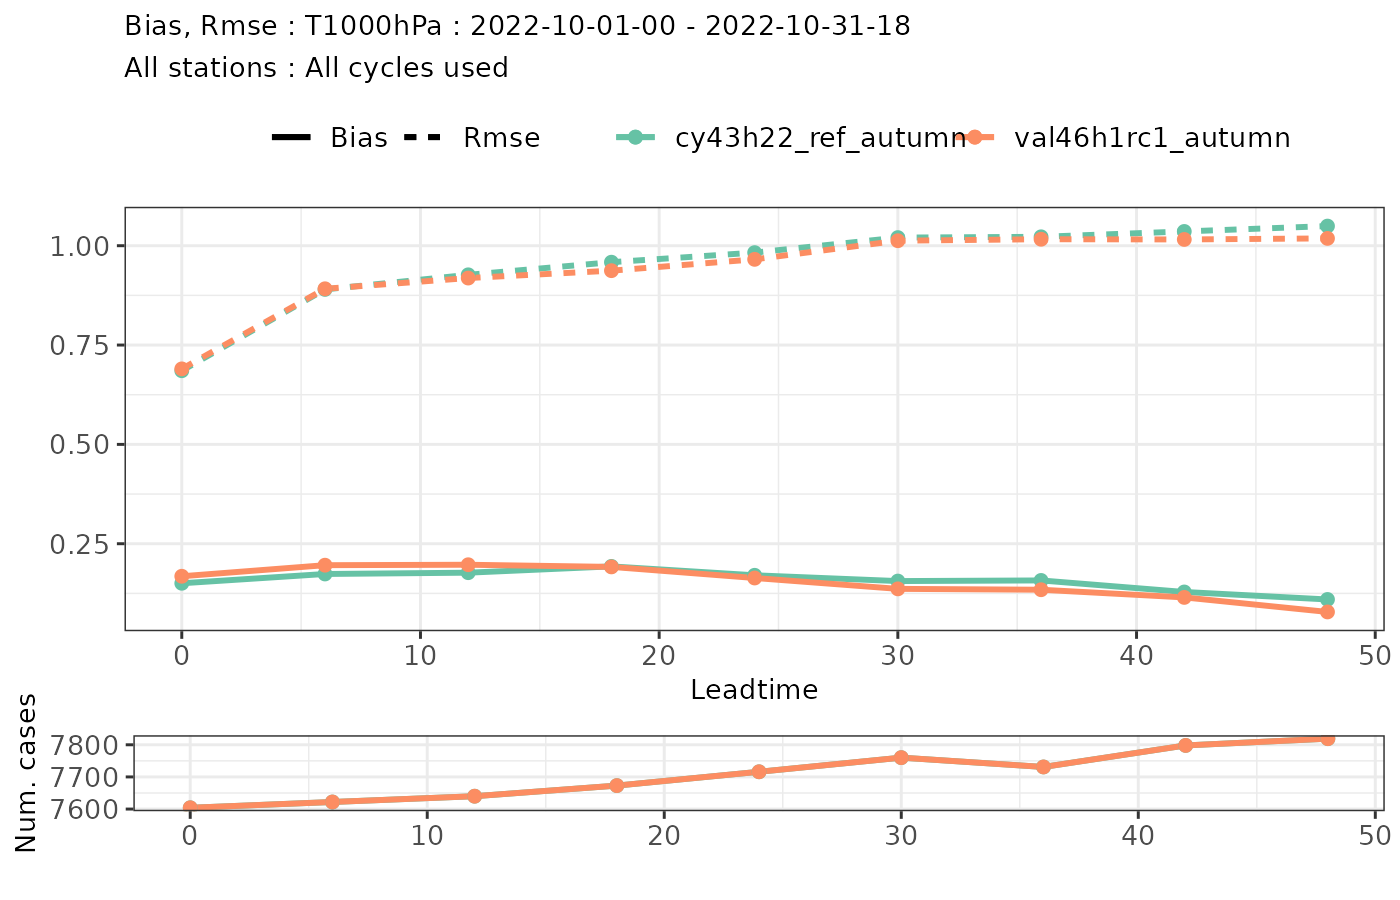 Bias, Rmse : T1000hPa : 2022-10-01-00 - 2022-10-31-18
All stations : All cycles used
Bias Rmse cy43h22_ref_autumn val46h1rc1_autumn
1.00
0.75
0.50
0.25
0 10 20 30 40 50
Leadtime
Num. cases
7800
7700
7600
0 10 20 30 40 50